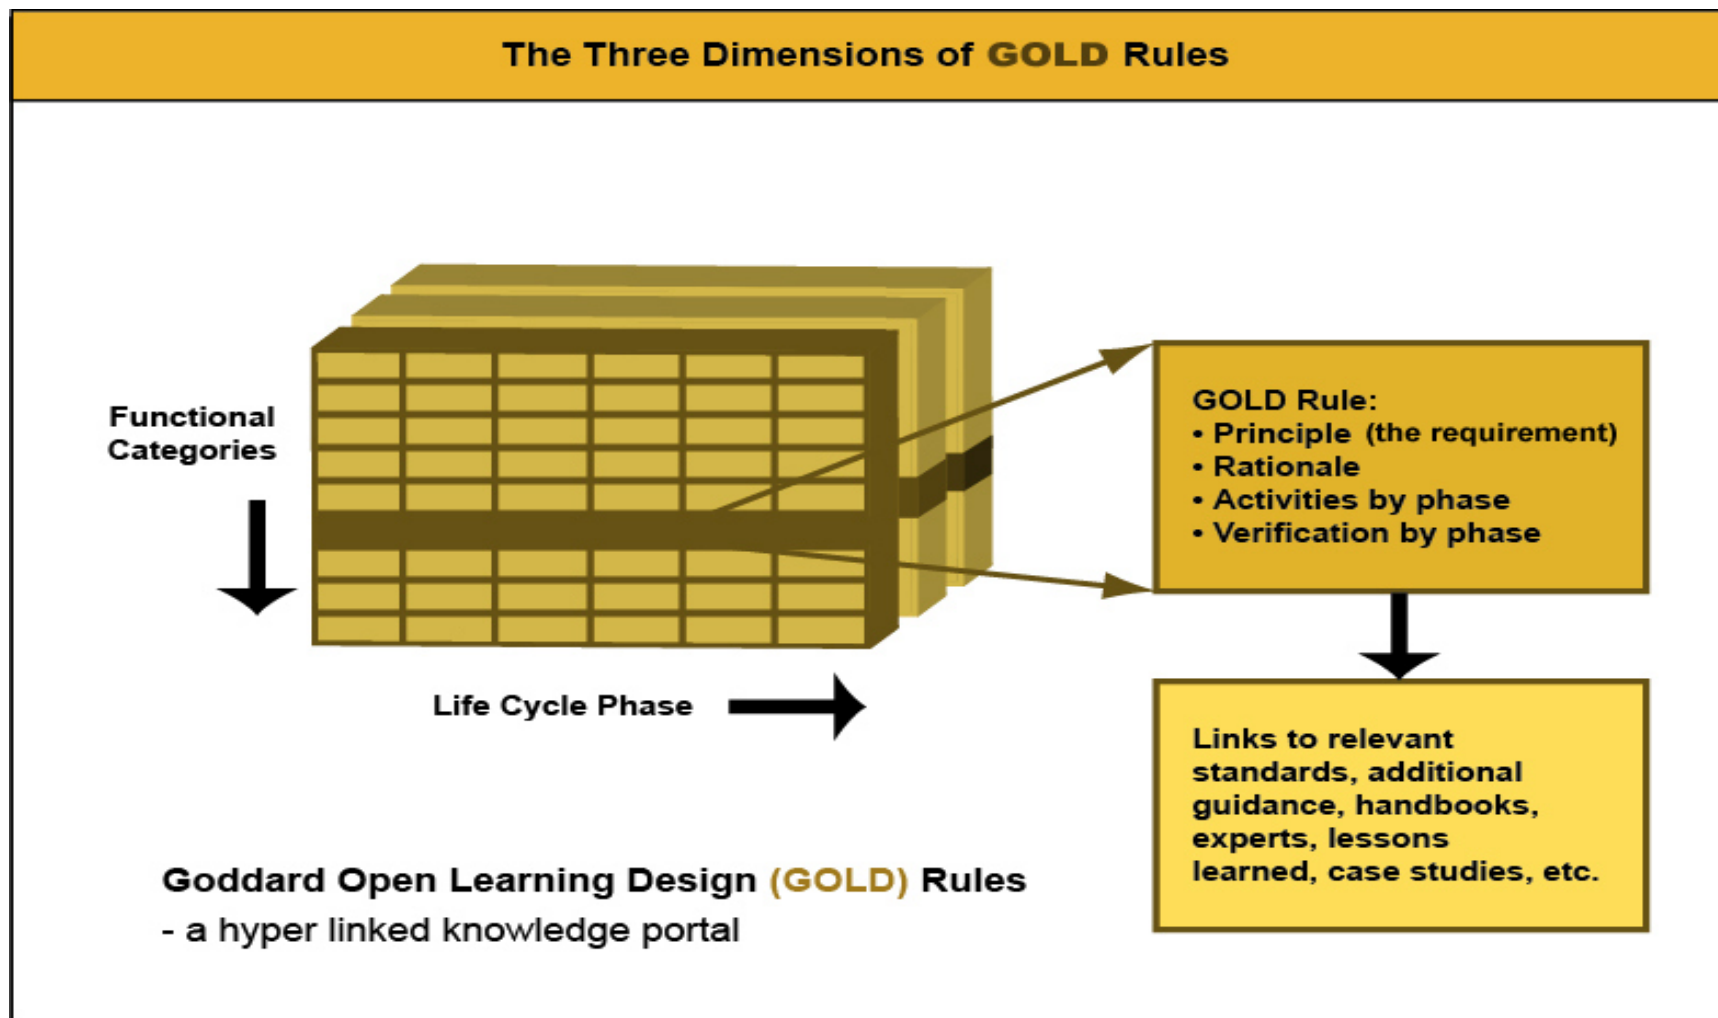 The Three Dimensions of GOLD Rules
Functional
Categories
Life Cycle Phase
GOLD Rule:
• Principle (the requirement)
• Rationale
• Activities by phase
• Verification by phase
Links to relevant
standards, additional
guidance, handbooks,
experts, lessons
learned, case studies, etc.
Goddard Open Learning Design (GOLD) Rules
- a hyper linked knowledge portal